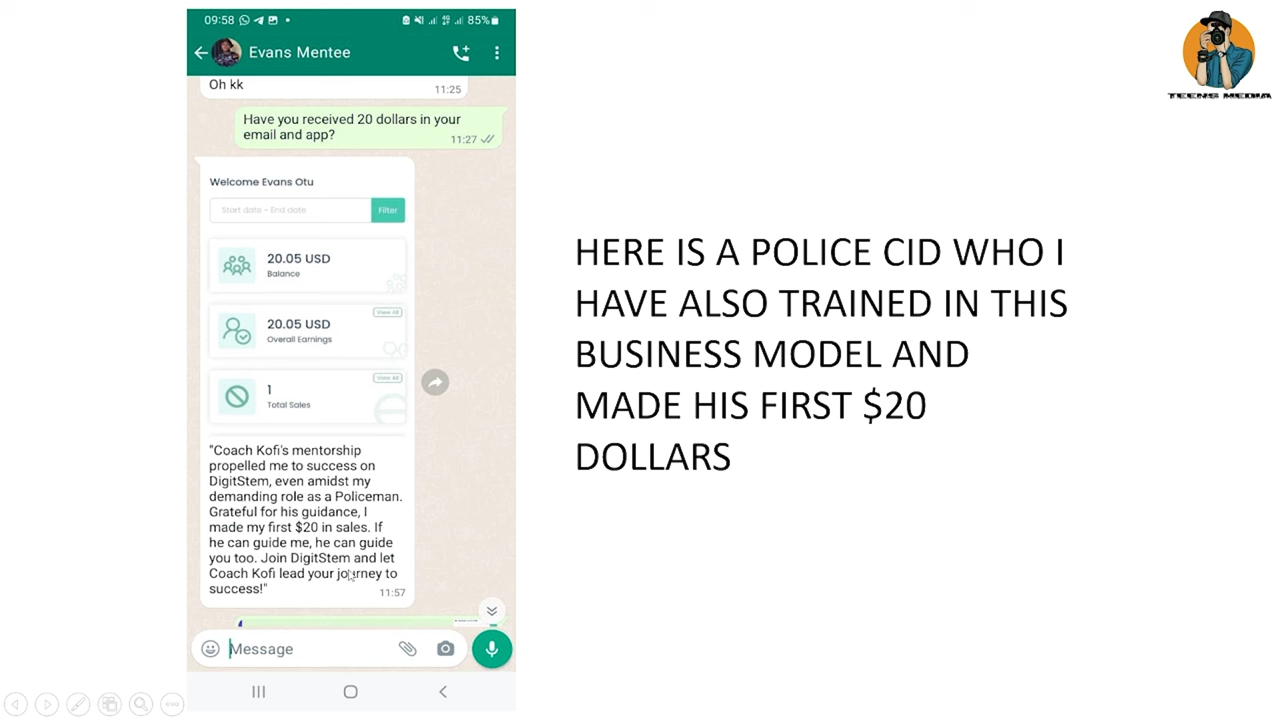 09:58
85%
Evans Mentee
Oh kk
11:25
Have you received 20 dollars in your
email and app?
11:27
Welcome Evans Otu
Start date - End date
Filter
20.05 USD
Balance
View All
20.05 USD
Overall Earnings
View All
1
Total Sales
"Coach Kofi's mentorship
propelled me to success on
DigitStem, even amidst my
demanding role as a Policeman.
Grateful for his guidance, I
made my first $20 in sales. If
he can guide me, he can guide
you too. Join DigitStem and let
Coach Kofi lead your journey to
success!"
11:57
Message
HERE IS A POLICE CID WHO I
HAVE ALSO TRAINED IN THIS
BUSINESS MODEL AND
MADE HIS FIRST $20
DOLLARS
TEENS MEDIA